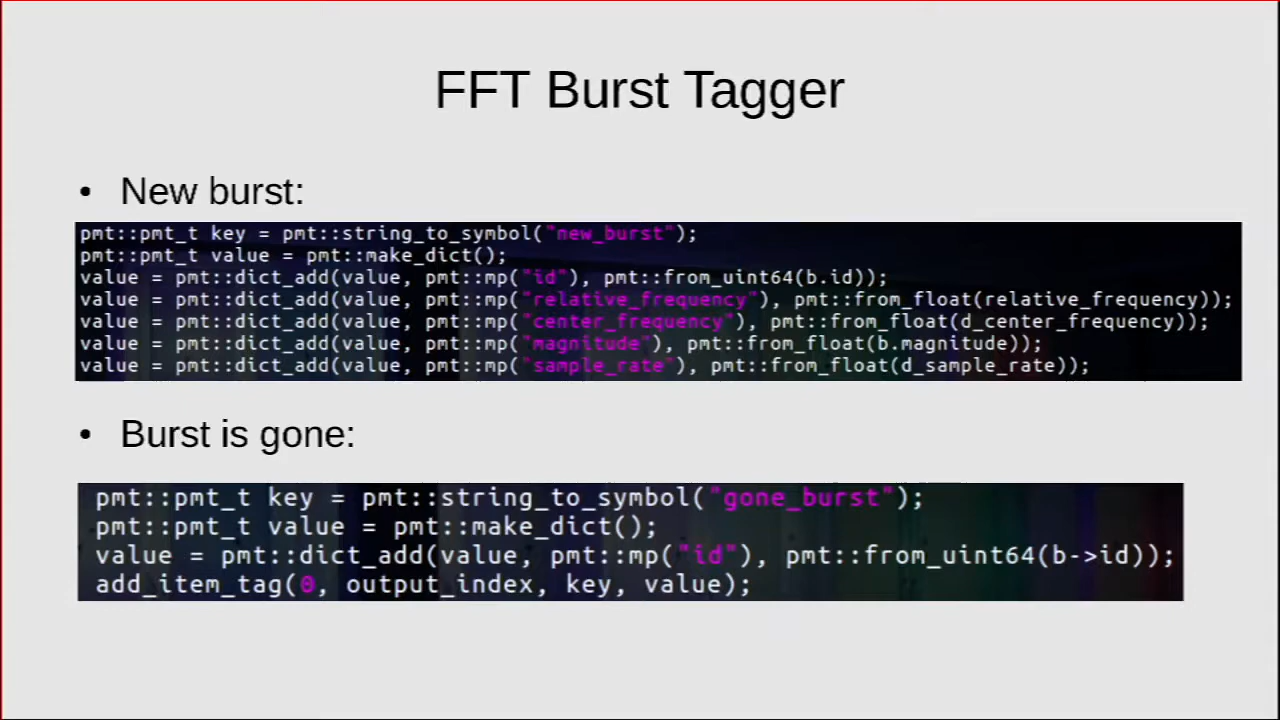 FFT Burst Tagger
• New burst:
pmt::pmt_t key = pmt::string_to_symbol("new_burst");
pmt::pmt_t value = pmt::make_dict();
value = pmt::dict_add(value, pmt::mp("id"), pmt::from_uint64(b.id));
value = pmt::dict_add(value, pmt::mp("relative_frequency"), pmt::from_float(relative_frequency));
value = pmt::dict_add(value, pmt::mp("center_frequency"), pmt::from_float(d_center_frequency));
value = pmt::dict_add(value, pmt::mp("magnitude"), pmt::from_float(b.magnitude));
value = pmt::dict_add(value, pmt::mp("sample_rate"), pmt::from_float(d_sample_rate));
• Burst is gone:
pmt::pmt_t key = pmt::string_to_symbol("gone_burst");
pmt::pmt_t value = pmt::make_dict();
value = pmt::dict_add(value, pmt::mp("id"), pmt::from_uint64(b->id));
add_item_tag(0, output_index, key, value);